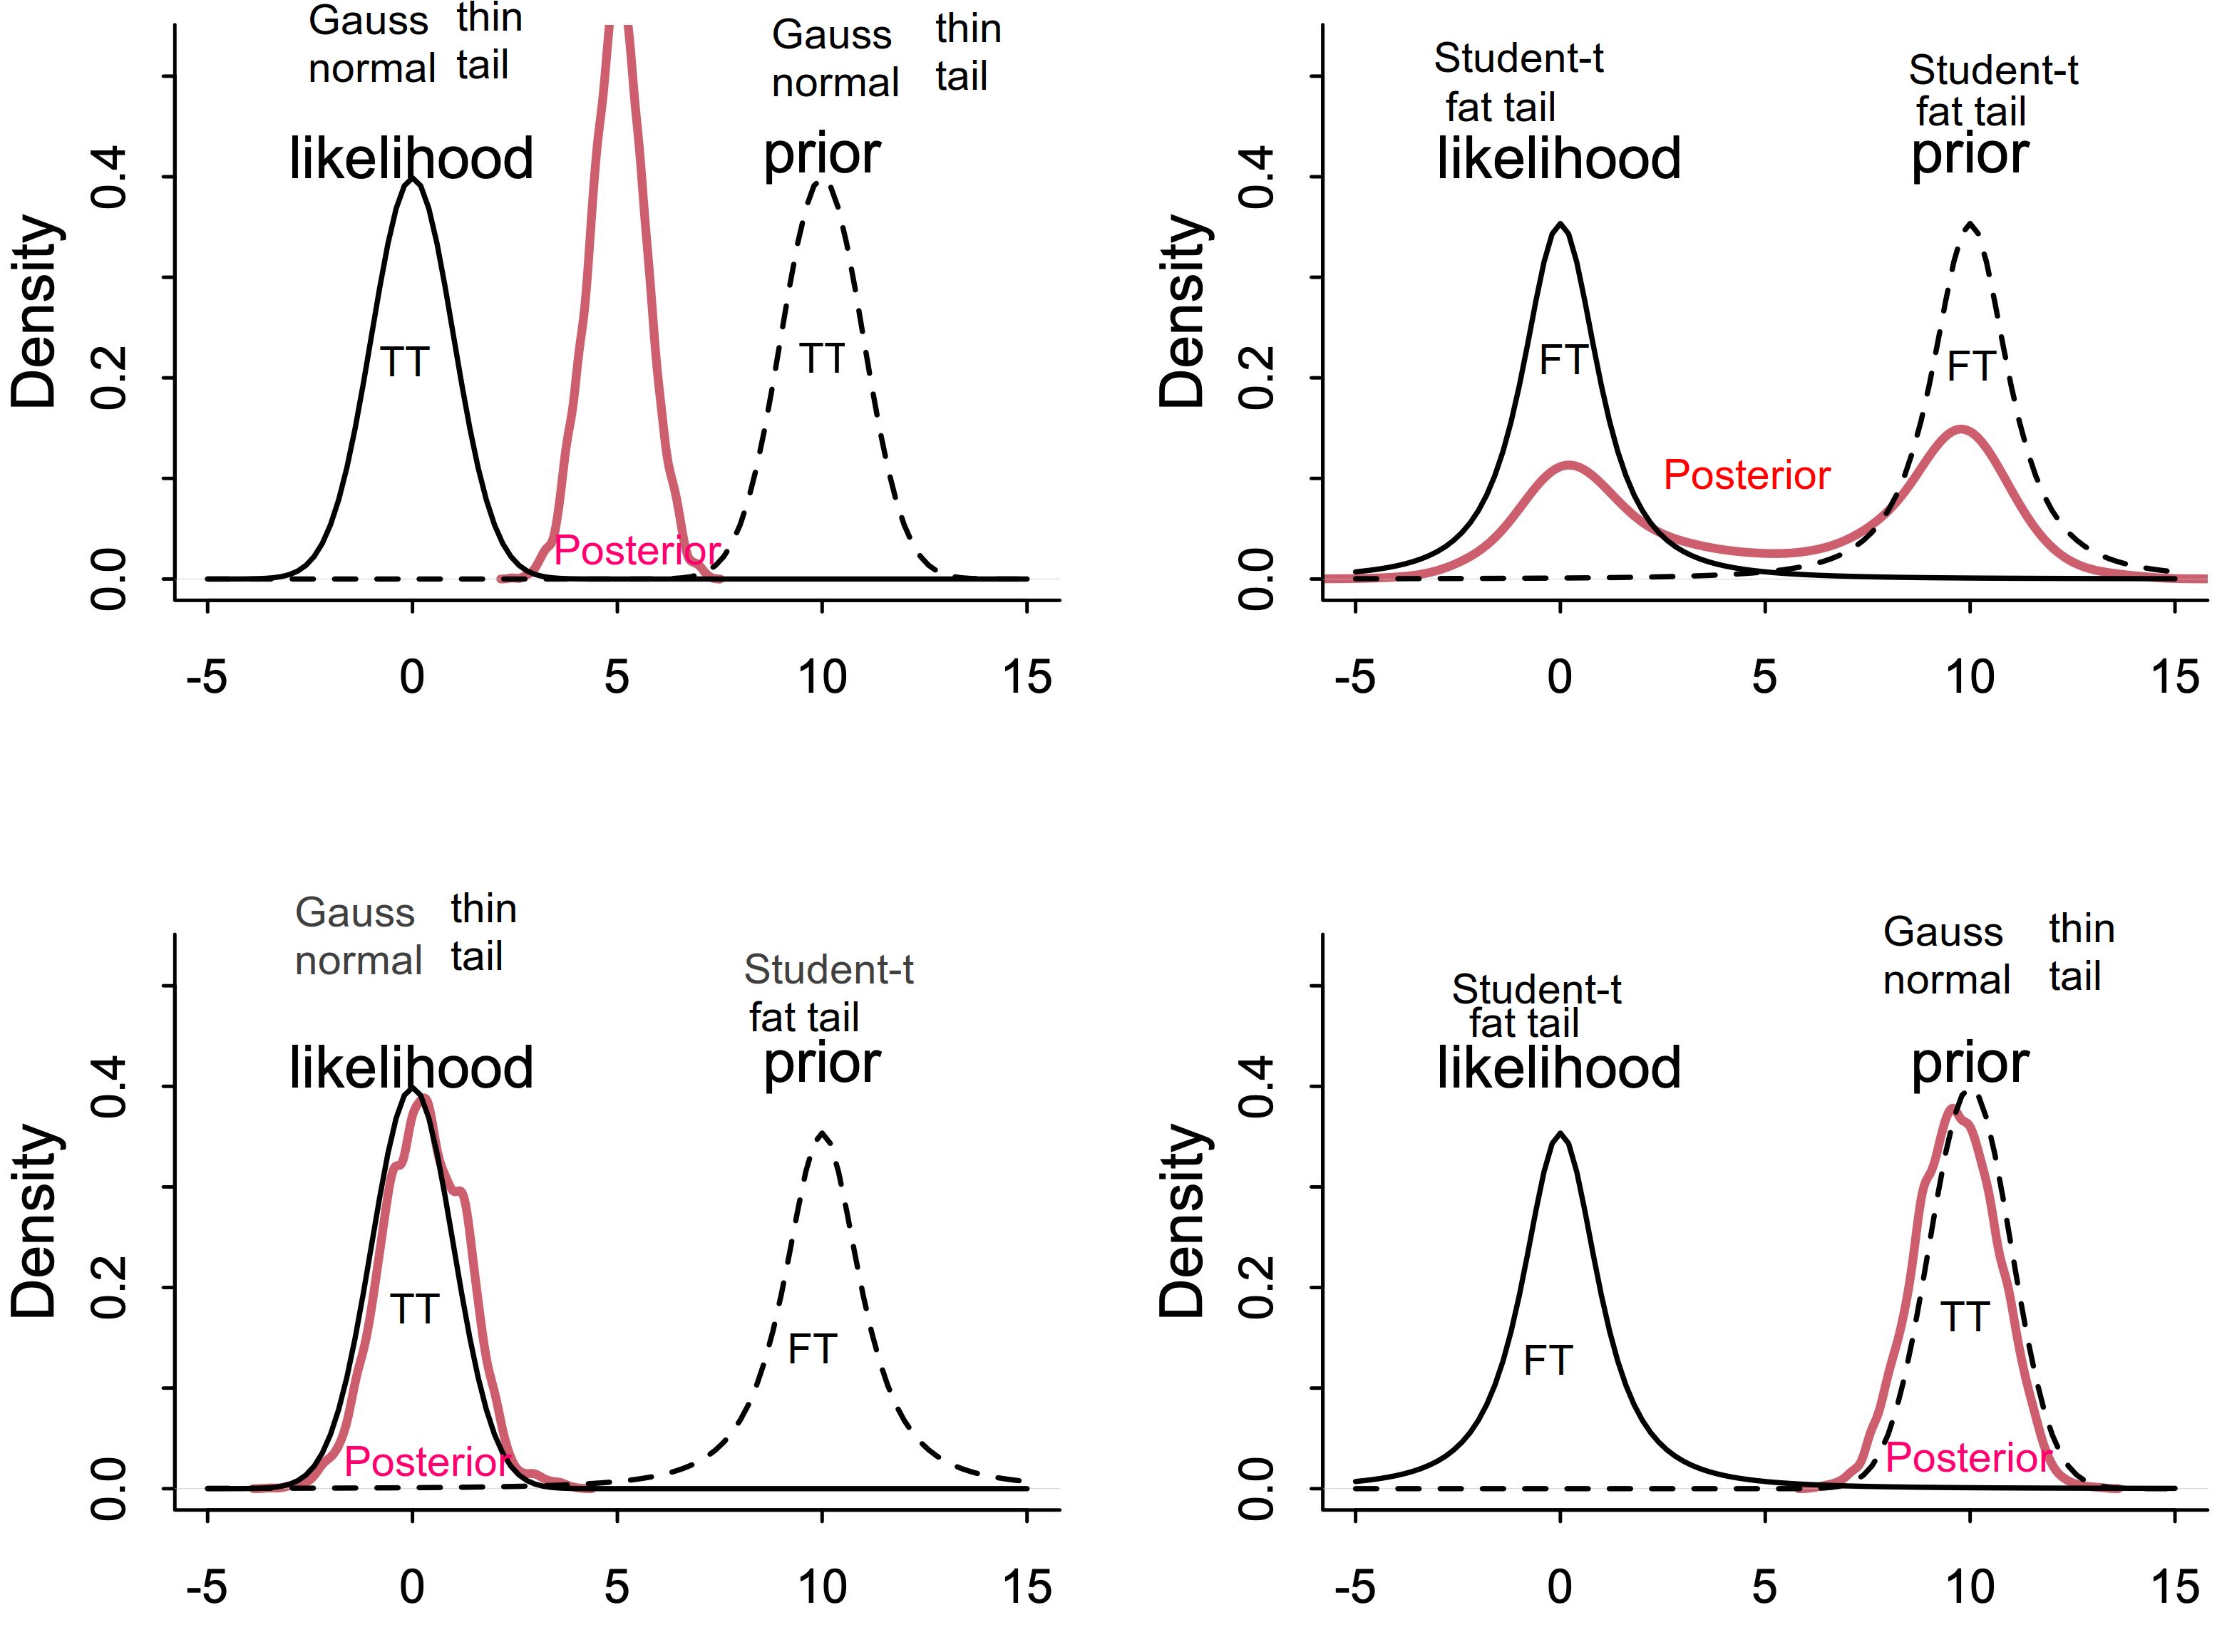 Gauss thin
normal tail
Gauss thin
normal tail
likelihood
prior
TT
TT
Posterior
Density
0.0 0.2 0.4
-5 0 5 10 15
Student-t
fat tail
likelihood
Student-t
fat tail
prior
FT
FT
Posterior
Density
0.0 0.2 0.4
-5 0 5 10 15
Gauss thin
normal tail
likelihood
Student-t
fat tail
prior
TT
FT
Posterior
Density
0.0 0.2 0.4
-5 0 5 10 15
Student-t
fat tail
likelihood
Gauss thin
normal tail
prior
FT
TT
Posterior
Density
0.0 0.2 0.4
-5 0 5 10 15